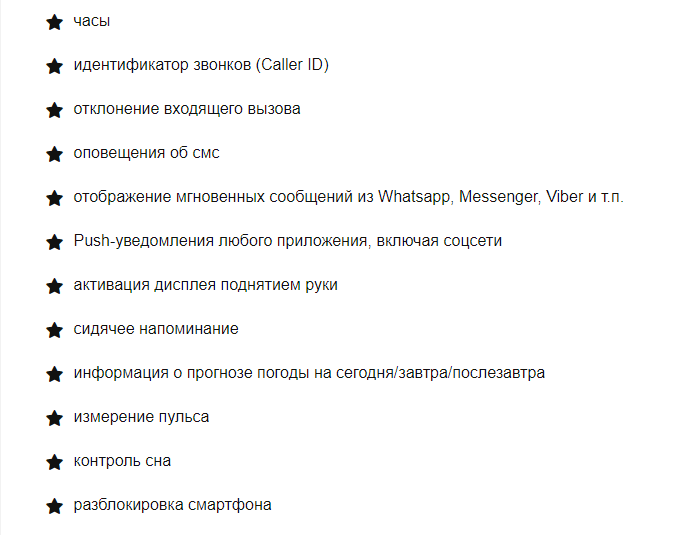 часы
идентификатор звонков (Caller ID)
отклонение входящего вызова
оповещения об смс
отображение мгновенных сообщений из Whatsapp, Messenger, Viber и т.п.
Push-уведомления любого приложения, включая соцсети
активация дисплея поднятием руки
сидячее напоминание
информация о прогнозе погоды на сегодня/завтра/послезавтра
измерение пульса
контроль сна
разблокировка смартфона